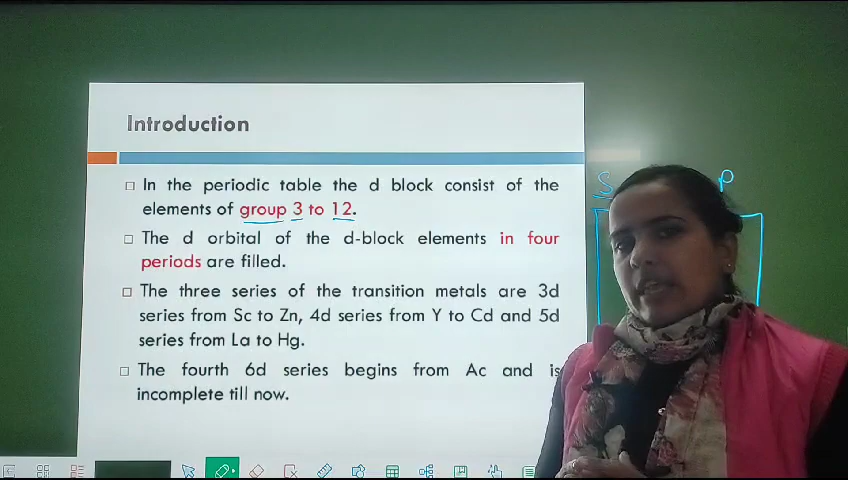 Introduction
In the periodic table the d block consist of the
elements of group 3 to 12.
The d orbital of the d-block elements in four
periods are filled.
The three series of the transition metals are 3d
series from Sc to Zn, 4d series from Y to Cd and 5d
series from La to Hg.
The fourth 6d series begins from Ac and is
incomplete till now.
S P